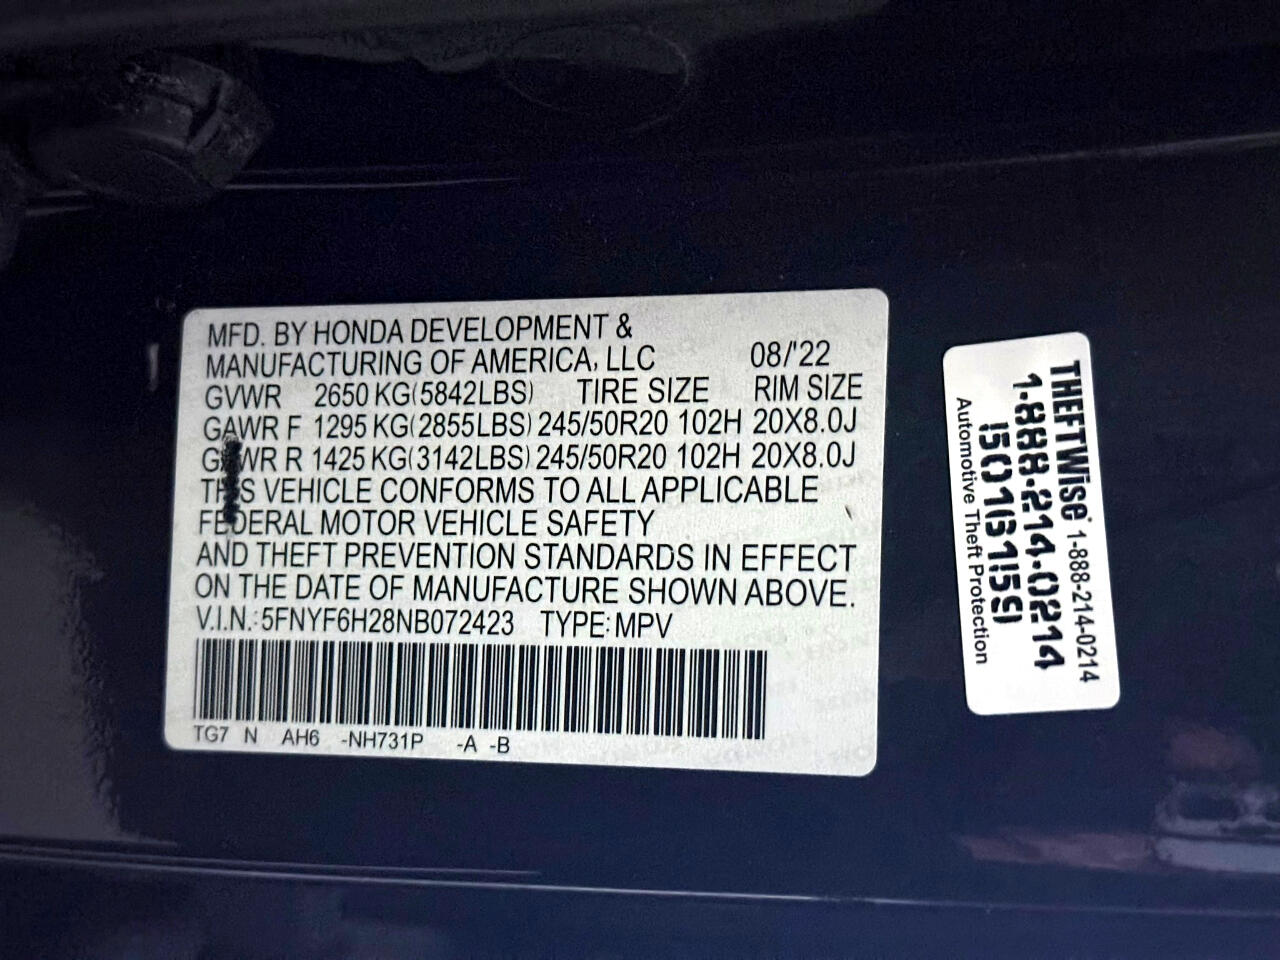 MFD. BY HONDA DEVELOPMENT &
MANUFACTURING OF AMERICA, LLC 08/'22
GVWR 2650 KG(5842LBS) TIRE SIZE RIM SIZE
GAWR F 1295 KG(2855LBS) 245/50R20 102H 20X8.0J
GAWR R 1425 KG(3142LBS) 245/50R20 102H 20X8.0J
THIS VEHICLE CONFORMS TO ALL APPLICABLE
FEDERAL MOTOR VEHICLE SAFETY
AND THEFT PREVENTION STANDARDS IN EFFECT
ON THE DATE OF MANUFACTURE SHOWN ABOVE.
V.I.N.:5FNYF6H28NB072423 TYPE:MPV
TG7 N AH6 -NH731P -A -B
THEFTWISE 1-888-214-0214
1-888-214-0214
Automotive Theft Protection